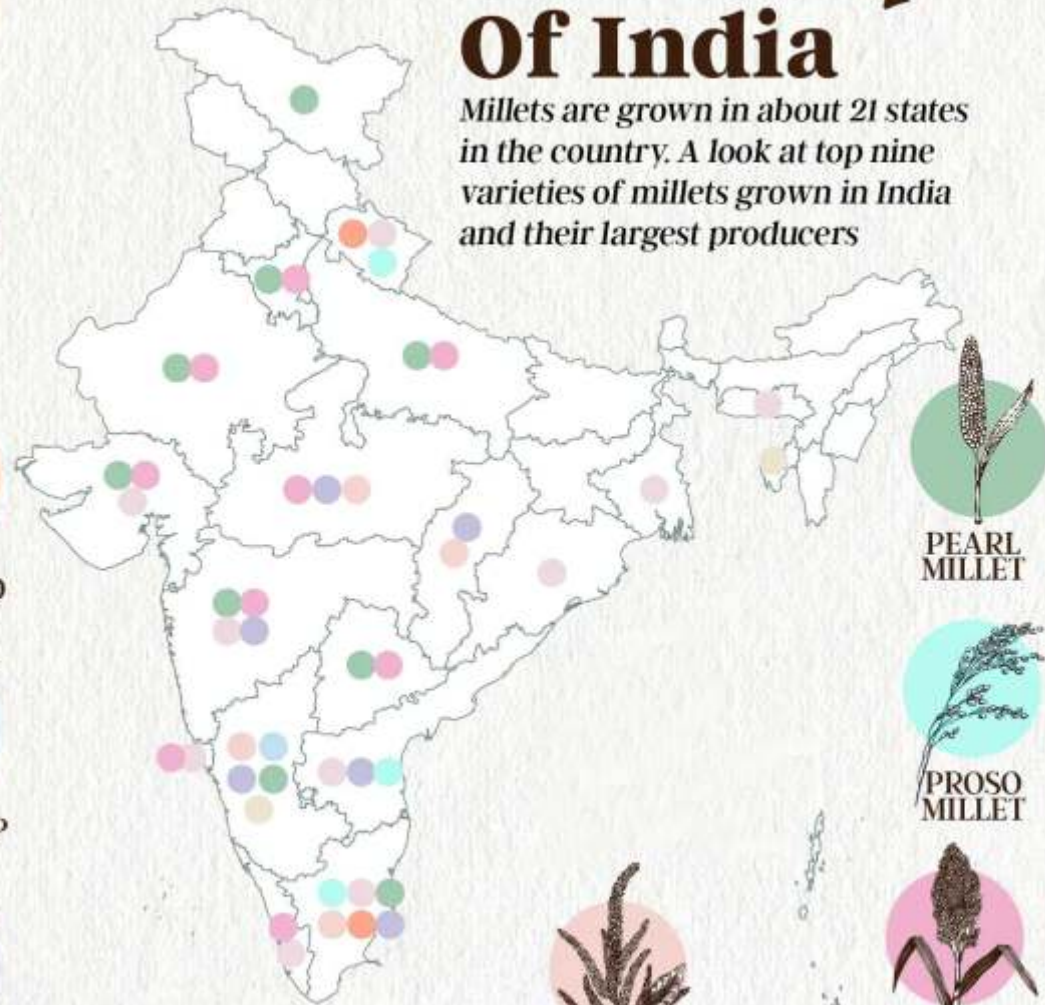 Of India
Millets are grown in about 21 states
in the country. A look at top nine
varieties of millets grown in India
and their largest producers
PEARL
MILLET
PROSO
MILLET